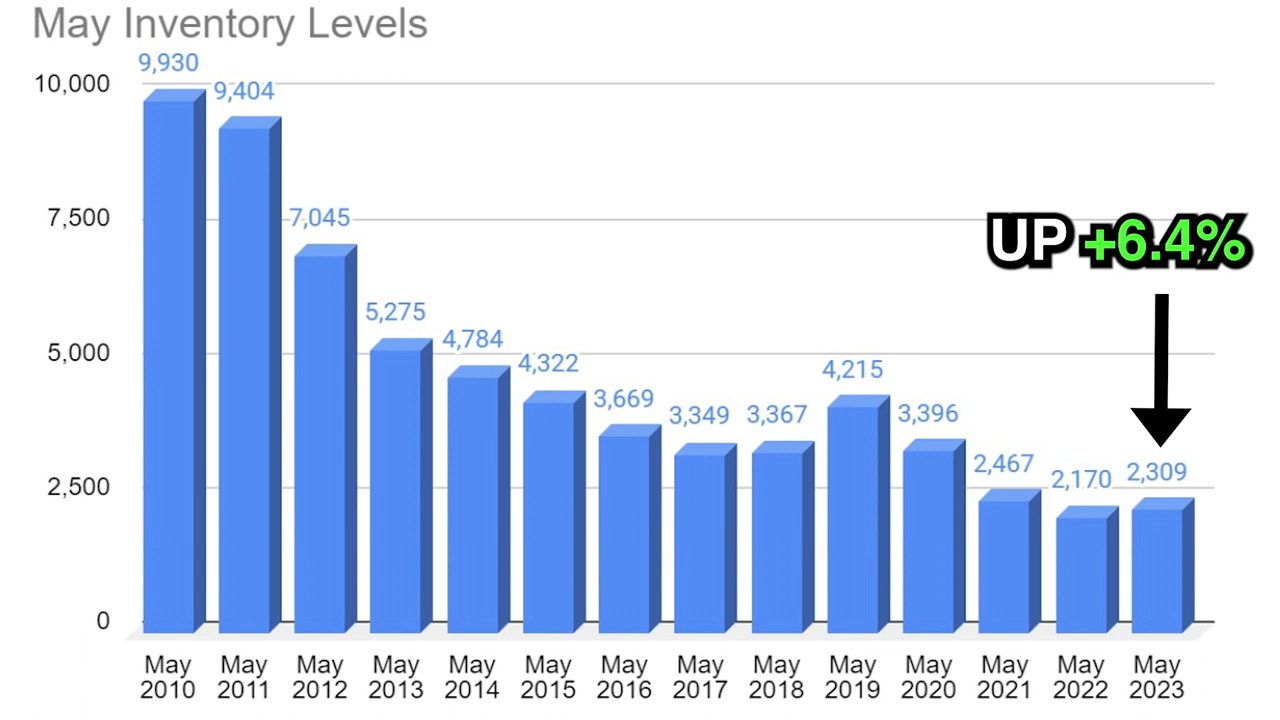 May Inventory Levels
9,930
10,000
9,404
7,500
7,045
UP +6.4%
5,275
5,000
4,784
4,322
3,669
3,349
3,367
4,215
3,396
2,467
2,170
2,309
2,500
0
May 2010
May 2011
May 2012
May 2013
May 2014
May 2015
May 2016
May 2017
May 2018
May 2019
May 2020
May 2021
May 2022
May 2023